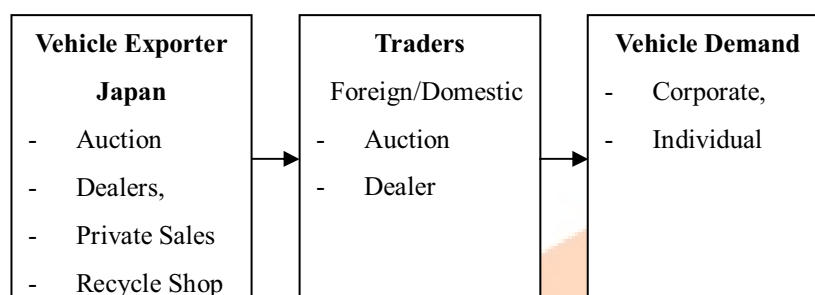 Vehicle Exporter
Japan
- Auction
- Dealers,
- Private Sales
- Recycle Shop
Traders
Foreign/Domestic
- Auction
- Dealer
Vehicle Demand
- Corporate,
- Individual